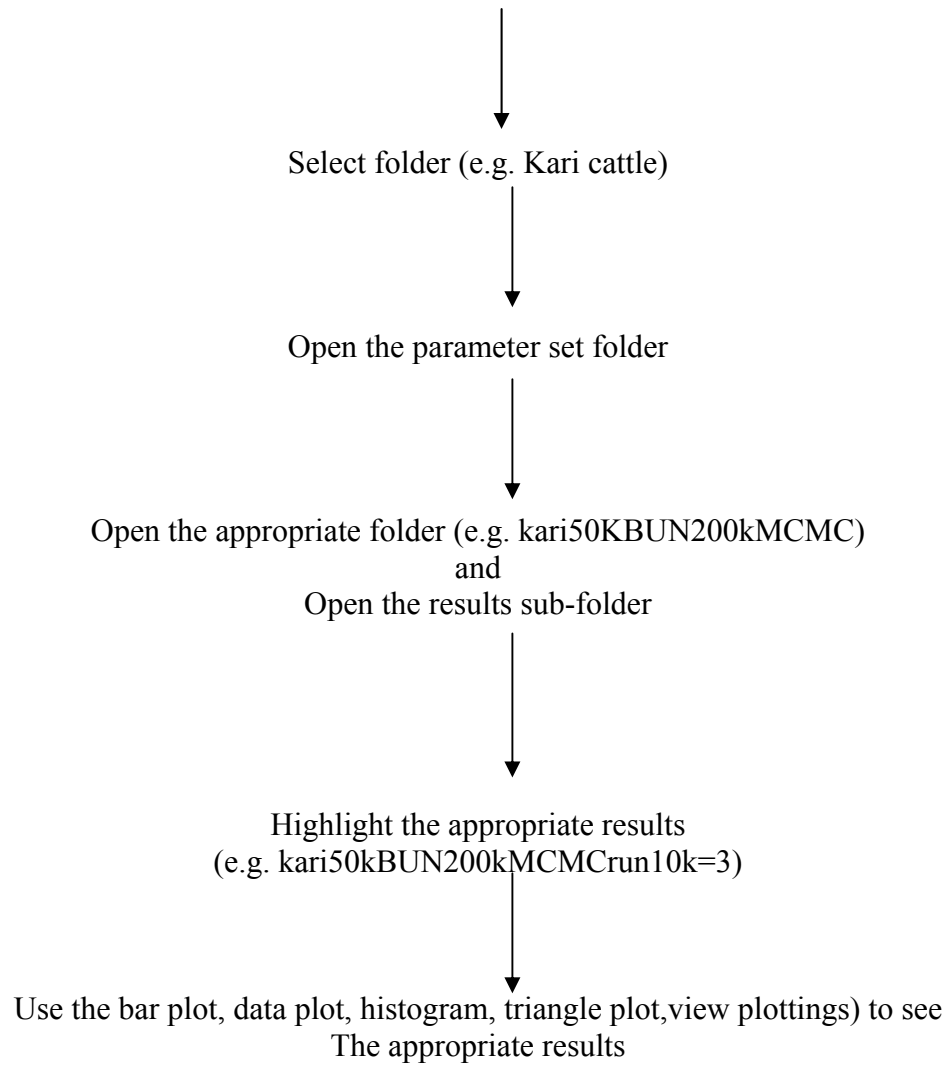 Select folder (e.g. Kari cattle)
Open the parameter set folder
Open the appropriate folder (e.g. kari50KBUN200kMCMC)
and
Open the results sub-folder
Highlight the appropriate results
(e.g. kari50kBUN200kMCMCrun10k=3)
Use the bar plot, data plot, histogram, triangle plot,view plottings) to see
The appropriate results